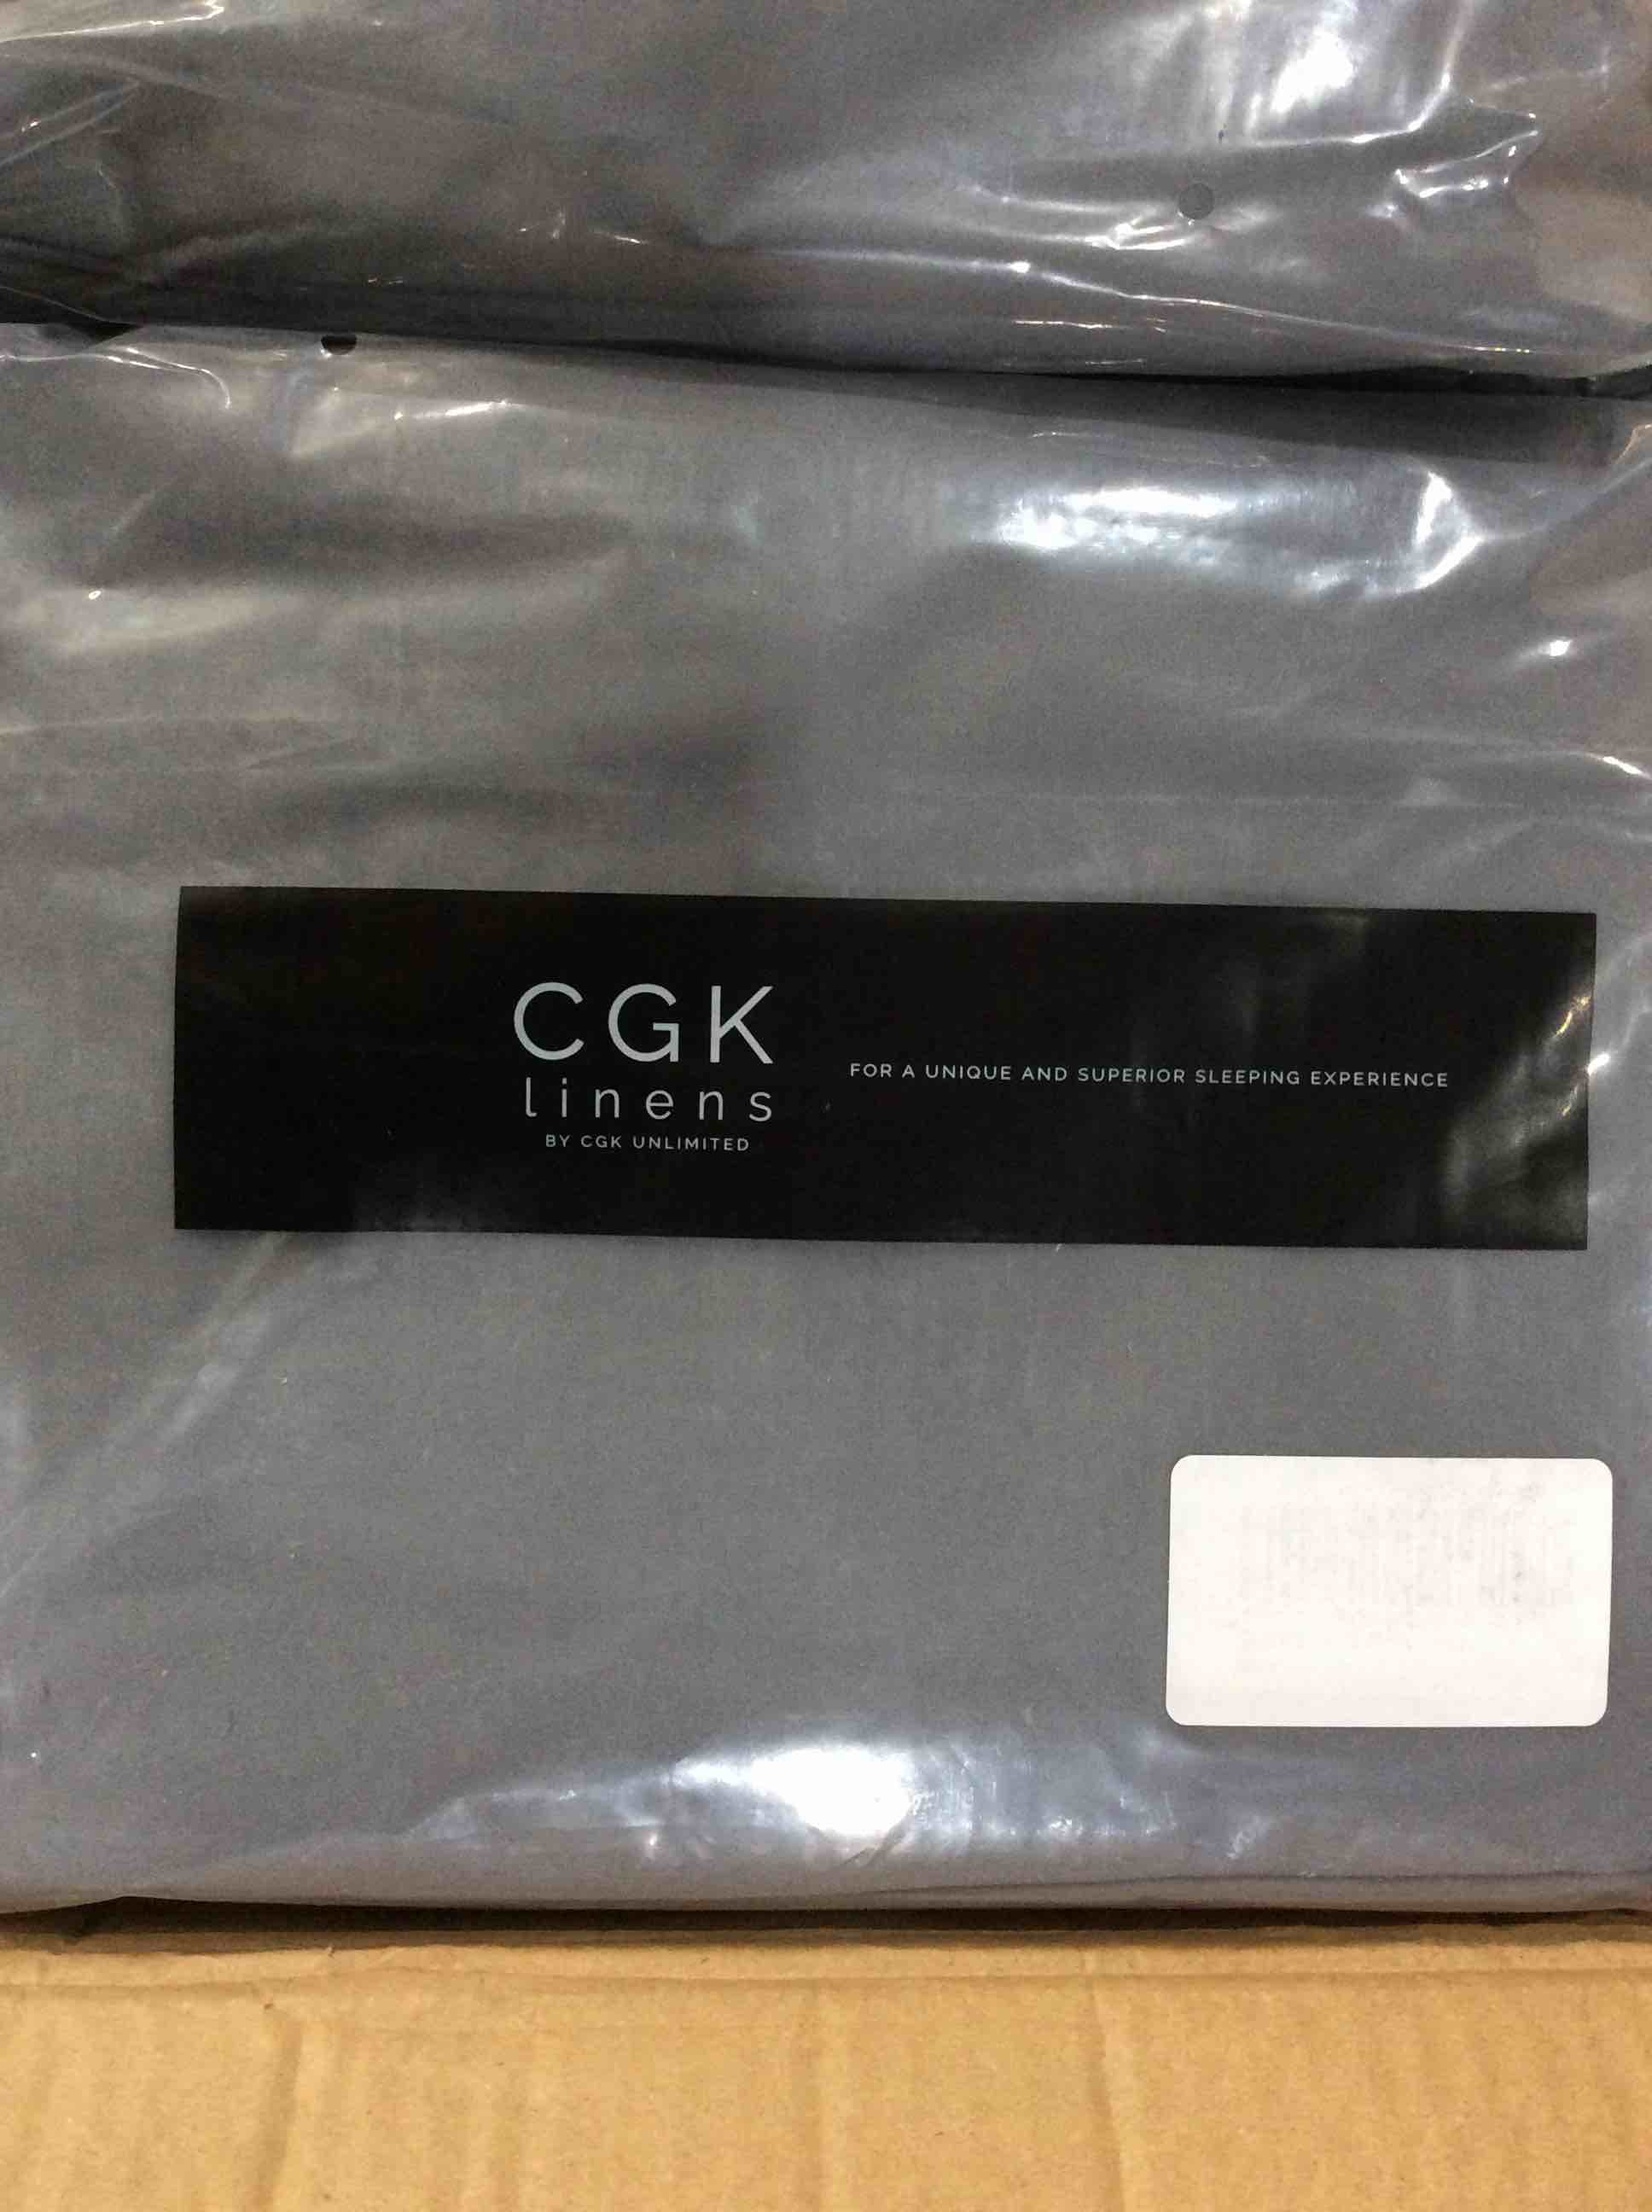 CGK
linens
BY CGK UNLIMITED
FOR A UNIQUE AND SUPERIOR SLEEPING EXPERIENCE